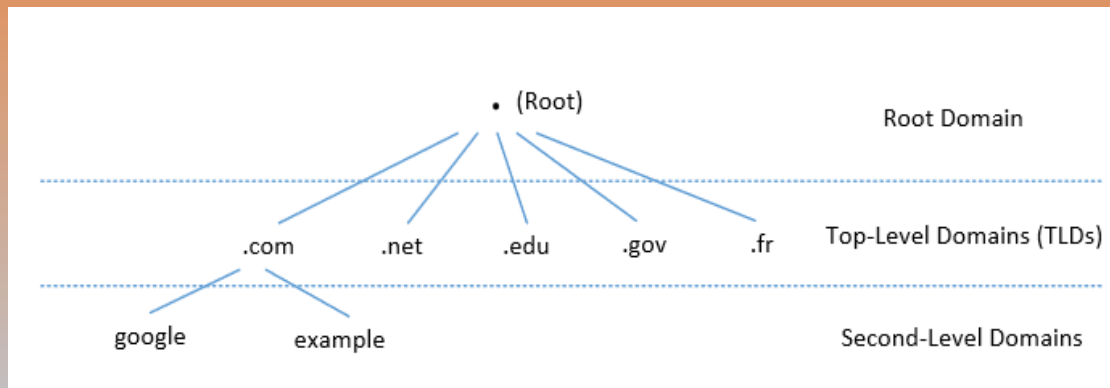 . (Root)
Root Domain
.com .net .edu .gov .fr Top-Level Domains (TLDs)
google example Second-Level Domains